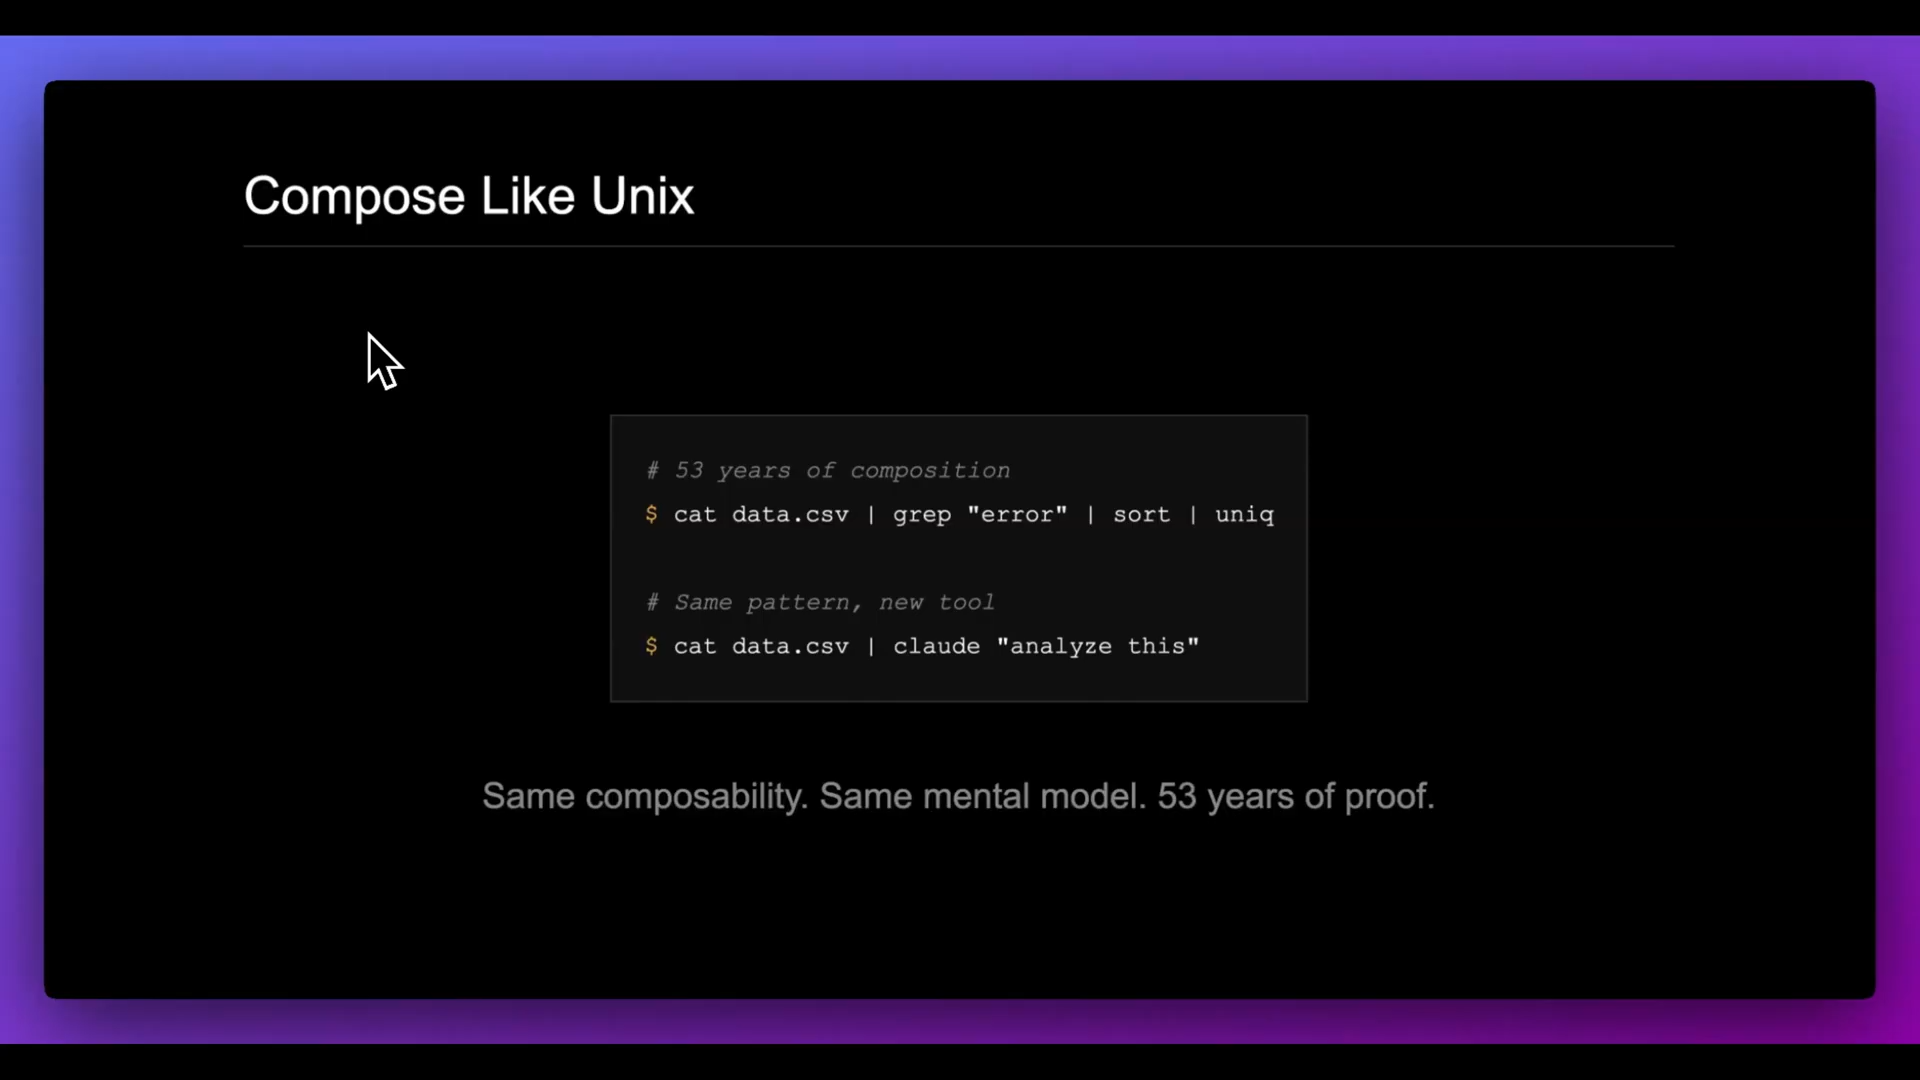 Compose Like Unix
# 53 years of composition
$ cat data.csv | grep "error" | sort | uniq
# Same pattern, new tool
$ cat data.csv | claude "analyze this"
Same composability. Same mental model. 53 years of proof.